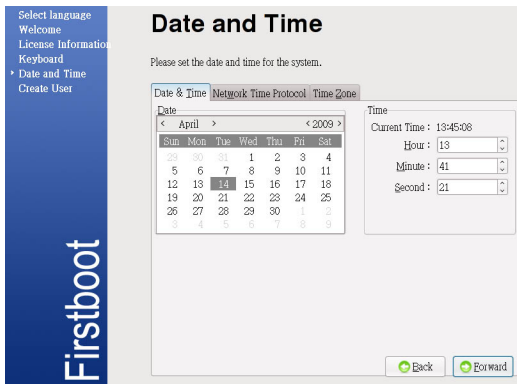 Select language
Welcome
License Information
Keyboard
Date and Time
Create User
Firstboot
Date and Time
Please set the date and time for the system.
Date & Time Network Time Protocol Time Zone
Date
< April > < 2009 >
Sun Mon Tue Wed Thu Fri Sat
29 30 31 1 2 3 4
5 6 7 8 9 10 11
12 13 14 15 16 17 18
19 20 21 22 23 24 25
26 27 28 29 30 1 2
3 4 5 6 7 8 9
Time
Current Time : 13:45:08
Hour : 13
Minute : 41
Second : 21
Back Forward